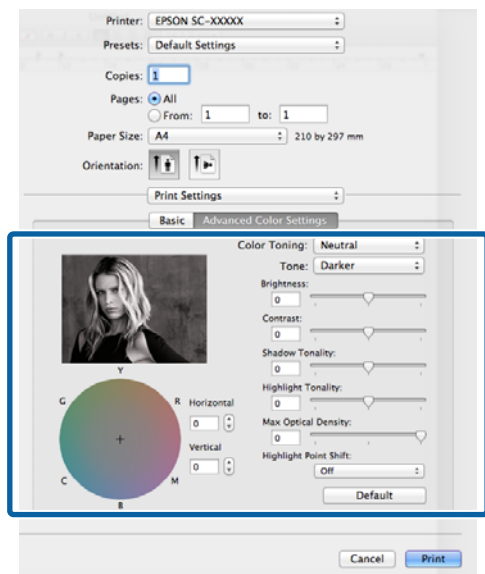 Printer: EPSON SC-XXXXX
Presets: Default Settings
Copies: 1
Pages: All
From: 1 to: 1
Paper Size: A4 210 by 297 mm
Orientation:
Print Settings
Basic Advanced Color Settings
Color Toning: Neutral
Tone: Darker
Brightness:
0
Contrast:
0
Shadow Tonality:
0
Highlight Tonality:
0
Max Optical Density:
0
Highlight Point Shift:
Off
Default
Y
G R
C M
B
Horizontal
0
Vertical
0
Cancel Print